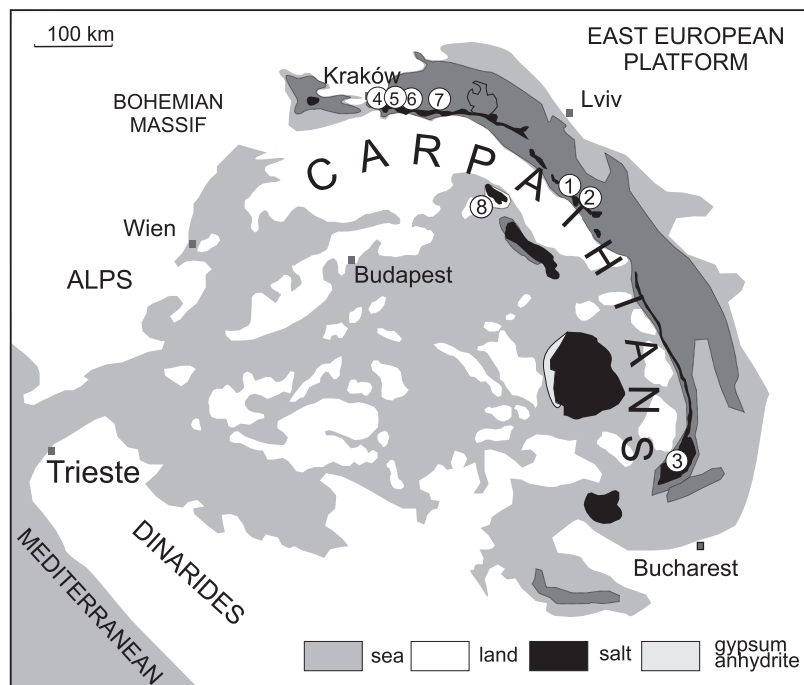 100 km
EAST EUROPEAN
PLATFORM
Kraków
BOHEMIAN
MASSIF
Lviv
4 5 6 7
CARPATHIANS
1 2
8
Wien
ALPS
Budapest
3
Trieste
DINARIDES
MEDITERRANEAN
Bucharest
sea land salt gypsum
anhydrite